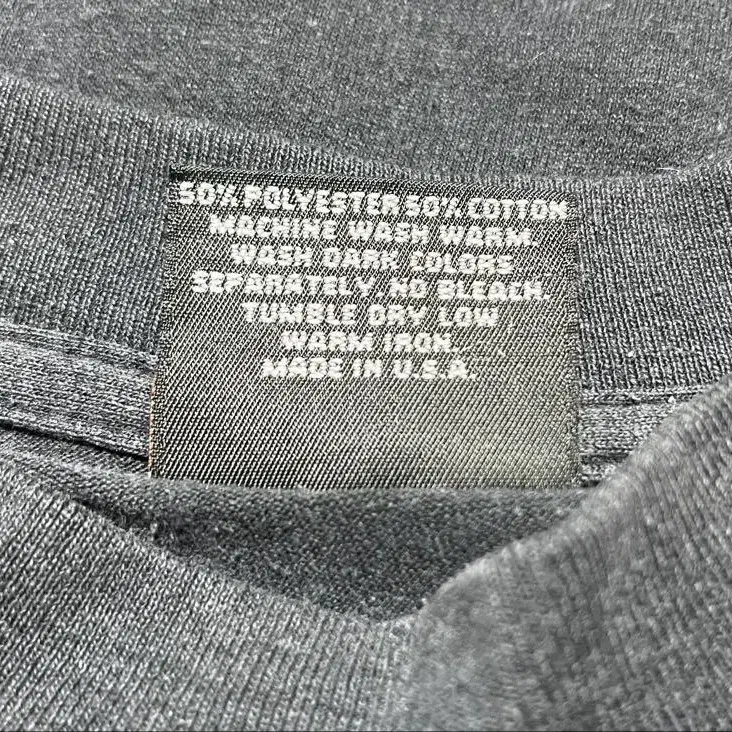 50% POLYESTER 50% COTTON
MACHINE WASH WARM.
WASH DARK COLORS
SEPARATELY. NO BLEACH.
TUMBLE DRY LOW
WARM IRON.
MADE IN U.S.A.